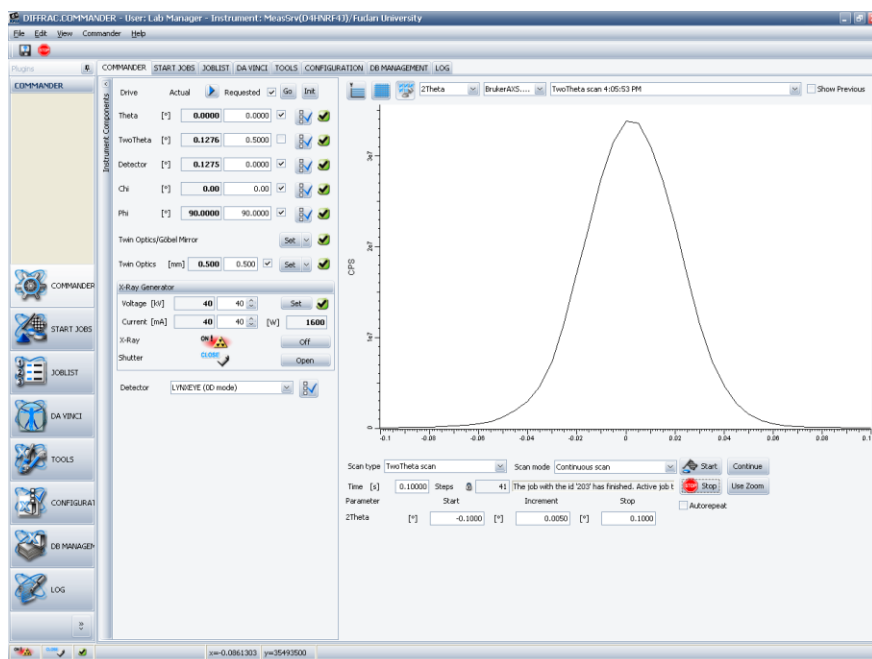 DIFFRAC.COMMANDER - User: Lab Manager - Instrument: MeasSrv(D4HNRF4J)/Fudan University
File Edit View Commander Help
Plugins
COMMANDER START JOBS JOBLIST DA VINCI TOOLS CONFIGURATION DB MANAGEMENT LOG
COMMANDER
Instrument Components
Drive Actual Requested Go Init
Theta [°] 0.0000 0.0000
TwoTheta [°] 0.1276 0.5000
Detector [°] 0.1275 0.0000
Chi [°] 0.00 0.00
Phi [°] 90.0000 90.0000
Twin Optics/Göbel Mirror Set
Twin Optics [mm] 0.500 0.500 Set
X-Ray Generator
Voltage [kV] 40 40 Set
Current [mA] 40 40 [W] 1600
X-Ray ON Off
Shutter CLOSE Open
Detector LYNXEYE (0D mode)
COMMANDER
START JOBS
JOBLIST
DA VINCI
TOOLS
CONFIGURAT
DB MANAGEM
LOG
2Theta BrukerAXS.... TwoTheta scan 4:05:53 PM Show Previous
CPS
3e7
2e7
1e7
0
-0.1 -0.08 -0.06 -0.04 -0.02 0 0.02 0.04 0.06 0.08 0.1
Scan type TwoTheta scan Scan mode Continuous scan Start Continue
Time [s] 0.10000 Steps 41 The job with the id '203' has finished. Active job t Stop Use Zoom
Parameter Start Increment Stop Autorepeat
2Theta [°] -0.1000 [°] 0.0050 [°] 0.1000
x=-0.0861303 y=35493500